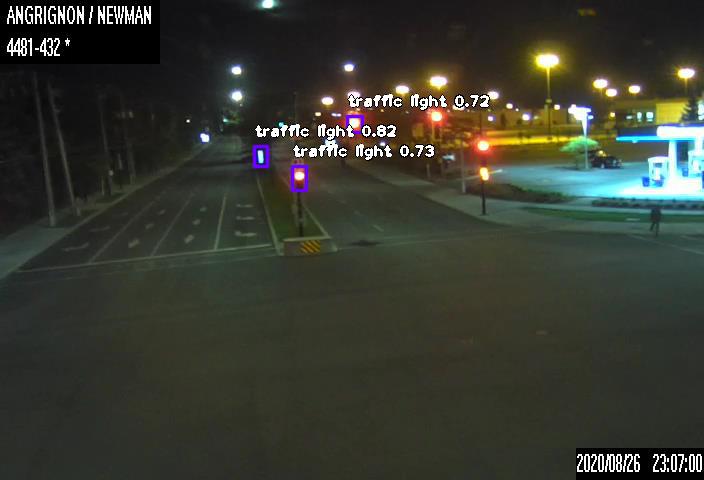 ANGRIGNON / NEWMAN
4481-432 *
traffic light 0.72
traffic light 0.82
traffic light 0.73
2020/08/26 23:07:00